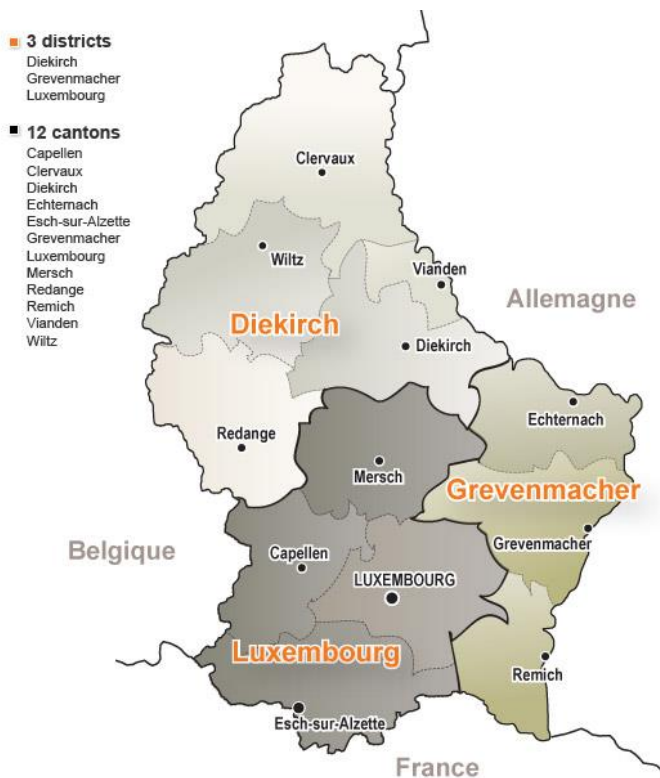 3 districts
Diekirch
Grevenmacher
Luxembourg
12 cantons
Capellen
Clervaux
Diekirch
Echternach
Esch-sur-Alzette
Grevenmacher
Luxembourg
Mersch
Redange
Remich
Vianden
Wiltz
Clervaux
Wiltz
Vianden
Allemagne
Diekirch
Diekirch
Echternach
Redange
Mersch
Grevenmacher
Grevenmacher
Belgique
Capellen
LUXEMBOURG
Luxembourg
Remich
Esch-sur-Alzette
France